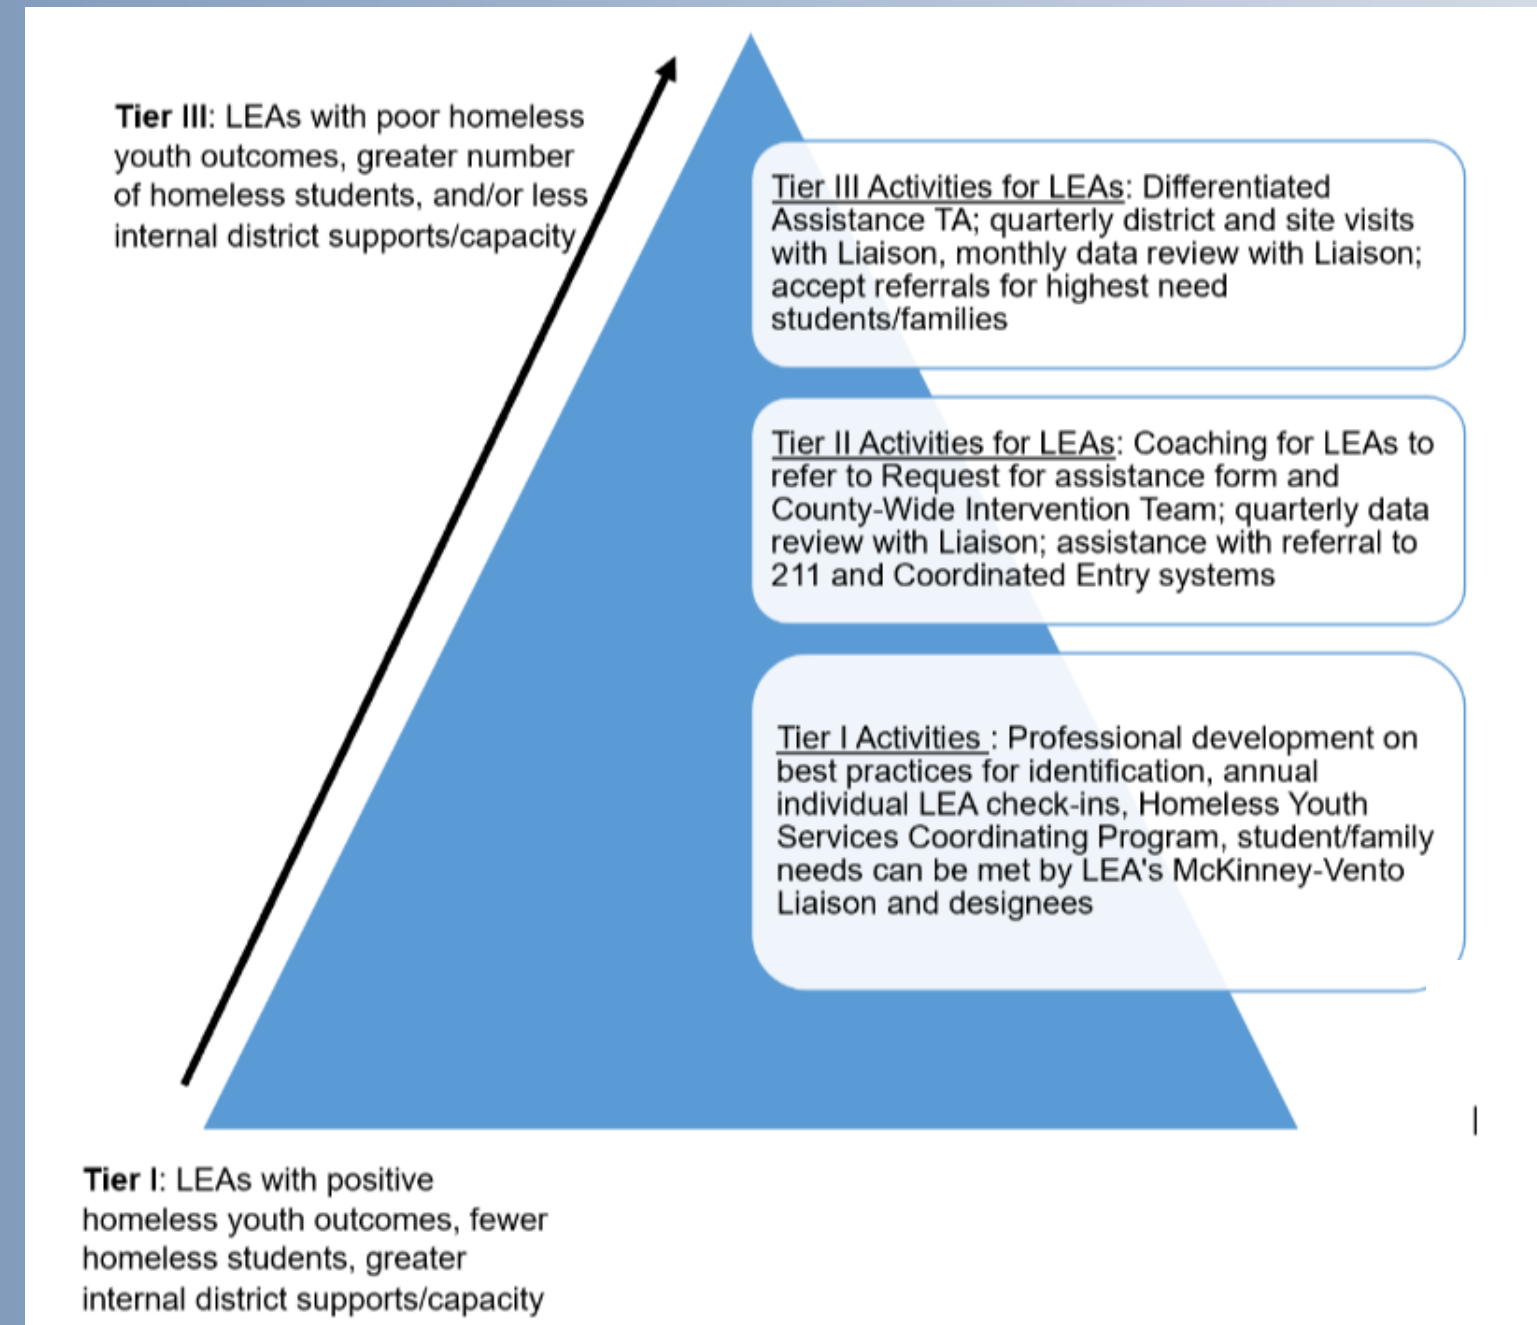 Tier III: LEAs with poor homeless
youth outcomes, greater number
of homeless students, and/or less
internal district supports/capacity
Tier III Activities for LEAs: Differentiated
Assistance TA; quarterly district and site visits
with Liaison, monthly data review with Liaison;
accept referrals for highest need
students/families
Tier II Activities for LEAs: Coaching for LEAs to
refer to Request for assistance form and
County-Wide Intervention Team; quarterly data
review with Liaison; assistance with referral to
211 and Coordinated Entry systems
Tier I Activities : Professional development on
best practices for identification, annual
individual LEA check-ins, Homeless Youth
Services Coordinating Program, student/family
needs can be met by LEA's McKinney-Vento
Liaison and designees
Tier I: LEAs with positive
homeless youth outcomes, fewer
homeless students, greater
internal district supports/capacity